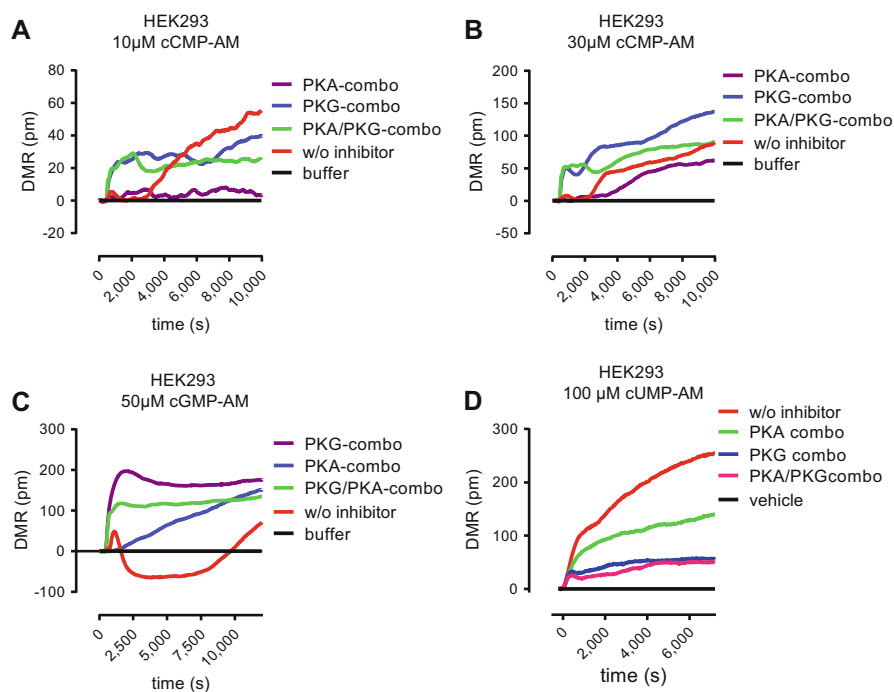 A
HEK293
10µM cCMP-AM
DMR (pm)
80
60
40
20
0
-20
0
2,000
4,000
6,000
8,000
10,000
time (s)
PKA-combo
PKG-combo
PKA/PKG-combo
w/o inhibitor
buffer
B
HEK293
30µM cCMP-AM
DMR (pm)
200
150
100
50
0
-50
0
2,000
4,000
6,000
8,000
10,000
time (s)
PKA-combo
PKG-combo
PKA/PKG-combo
w/o inhibitor
buffer
C
HEK293
50µM cGMP-AM
DMR (pm)
300
200
100
0
-100
0
2,500
5,000
7,500
10,000
time (s)
PKG-combo
PKA-combo
PKG/PKA-combo
w/o inhibitor
buffer
D
HEK293
100 µM cUMP-AM
DMR (pm)
300
200
100
0
0
2,000
4,000
6,000
time (s)
w/o inhibitor
PKA combo
PKG combo
PKA/PKGcombo
vehicle